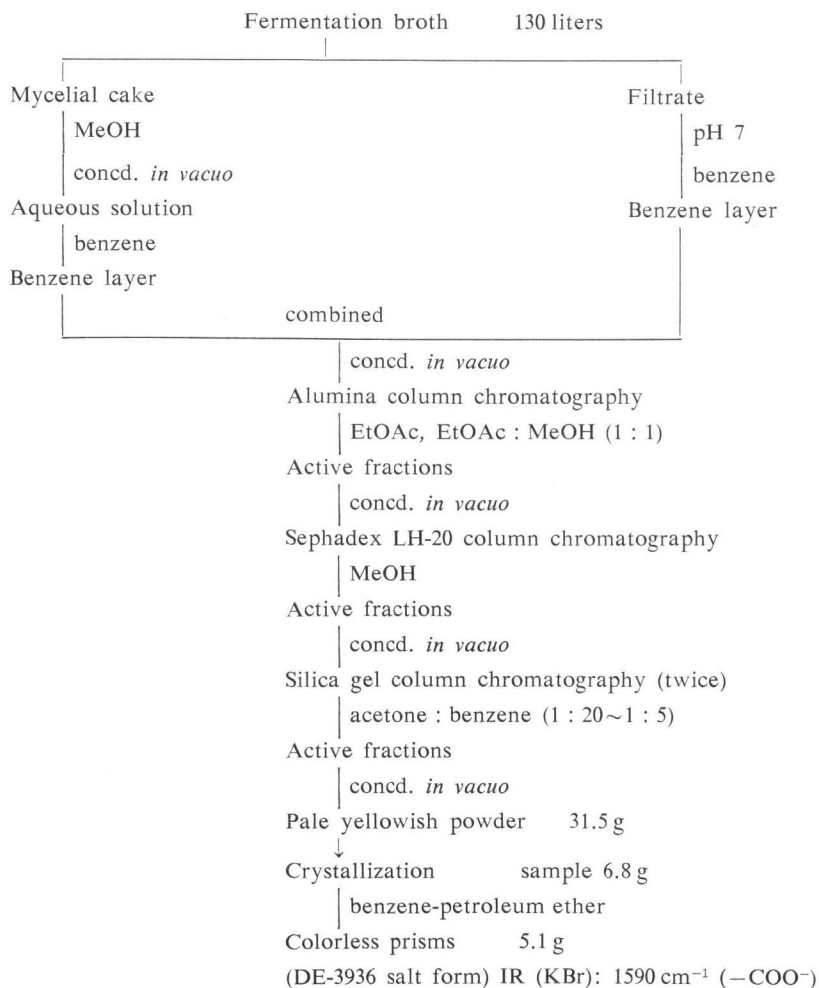 Fermentation broth 130 liters
Mycelial cake
MeOH
concd. in vacuo
Aqueous solution
benzene
Benzene layer
Filtrate
pH 7
benzene
Benzene layer
combined
concd. in vacuo
Alumina column chromatography
EtOAc, EtOAc : MeOH (1 : 1)
Active fractions
concd. in vacuo
Sephadex LH-20 column chromatography
MeOH
Active fractions
concd. in vacuo
Silica gel column chromatography (twice)
acetone : benzene (1 : 20~1 : 5)
Active fractions
concd. in vacuo
Pale yellowish powder 31.5 g
Crystallization sample 6.8 g
benzene-petroleum ether
Colorless prisms 5.1 g
(DE-3936 salt form) IR (KBr): 1590 cm⁻¹ (−COO⁻)